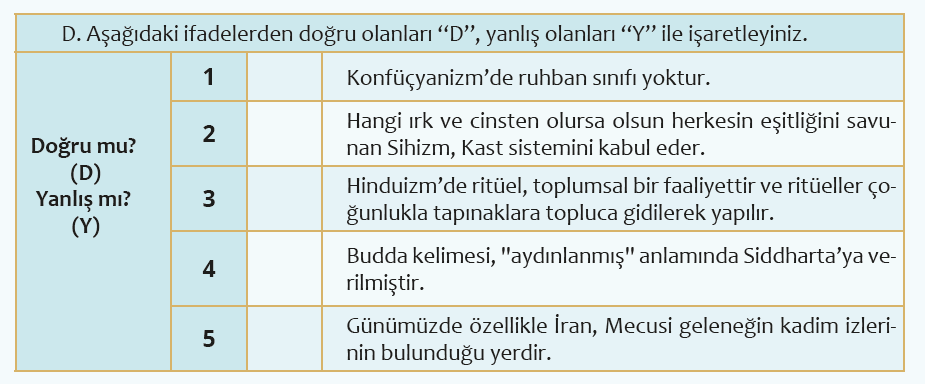 D. Aşağıdaki ifadelerden doğru olanları “D”, yanlış olanları “Y” ile işaretleyiniz.
Doğru mu?
(D)
Yanlış mı?
(Y)
1
Konfüçyanizm’de ruhban sınıfı yoktur.
2
Hangi ırk ve cinsten olursa olsun herkesin eşitliğini savu-
nan Sihizm, Kast sistemini kabul eder.
3
Hinduizm’de ritüel, toplumsal bir faaliyettir ve ritüeller ço-
ğunlukla tapınaklara topluca gidilerek yapılır.
4
Budda kelimesi, "aydınlanmış" anlamında Siddharta’ya ve-
rilmiştir.
5
Günümüzde özellikle İran, Mecusi geleneğin kadim izleri-
nin bulunduğu yerdir.